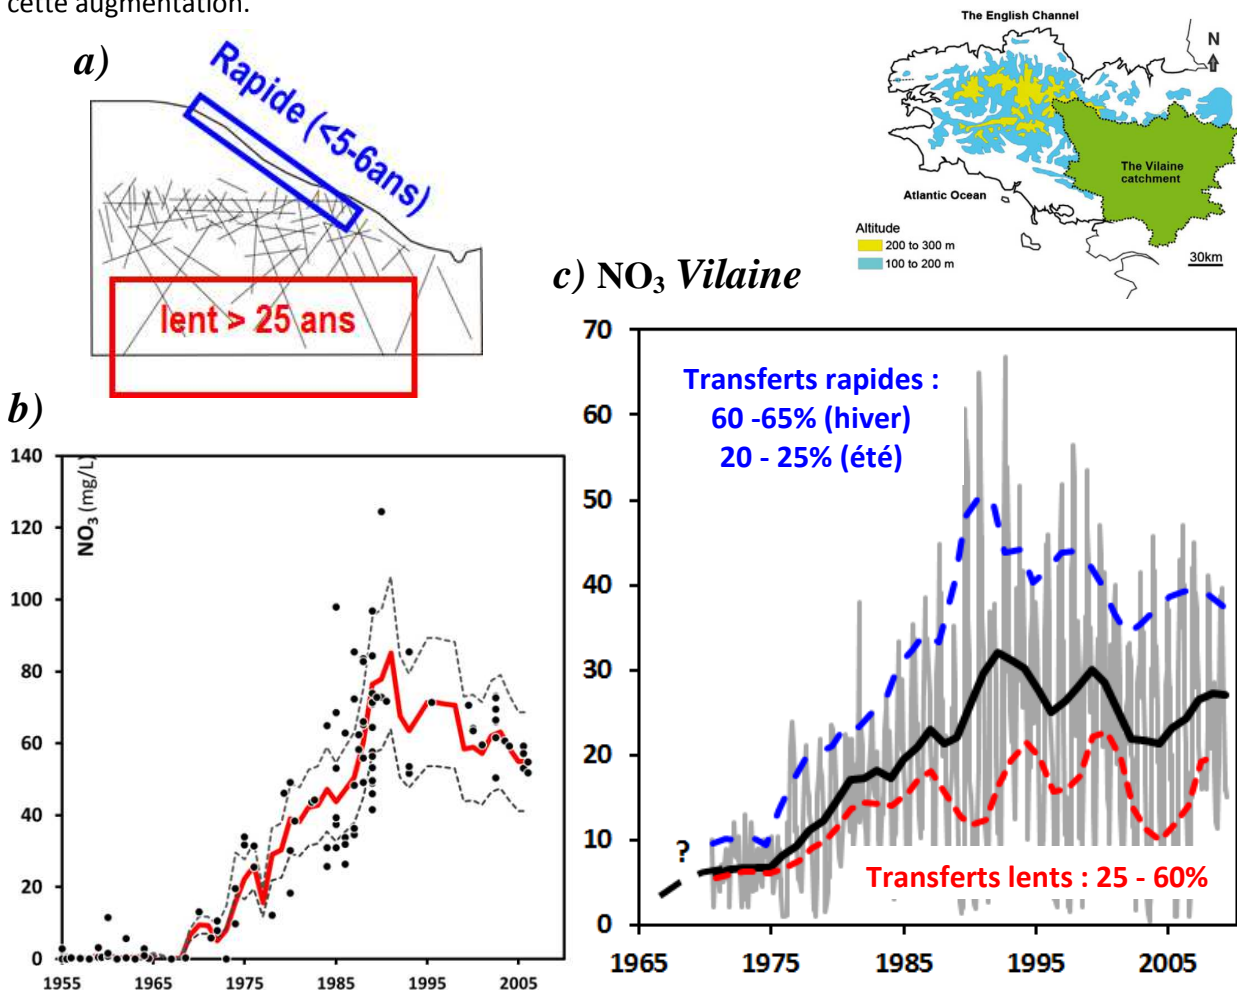 cette augmentation.
a)
Rapide (<5-6ans)
lent > 25 ans
The English Channel
N
The Vilaine
catchment
Atlantic Ocean
Altitude
200 to 300 m
100 to 200 m
30km
b)
140
120
100
80
60
40
20
0
NO3 (mg/L)
1955
1965
1975
1985
1995
2005
c) NO3 Vilaine
70
60
50
40
30
20
10
0
Transferts rapides :
60 -65% (hiver)
20 - 25% (été)
?
Transferts lents : 25 - 60%
1965
1975
1985
1995
2005